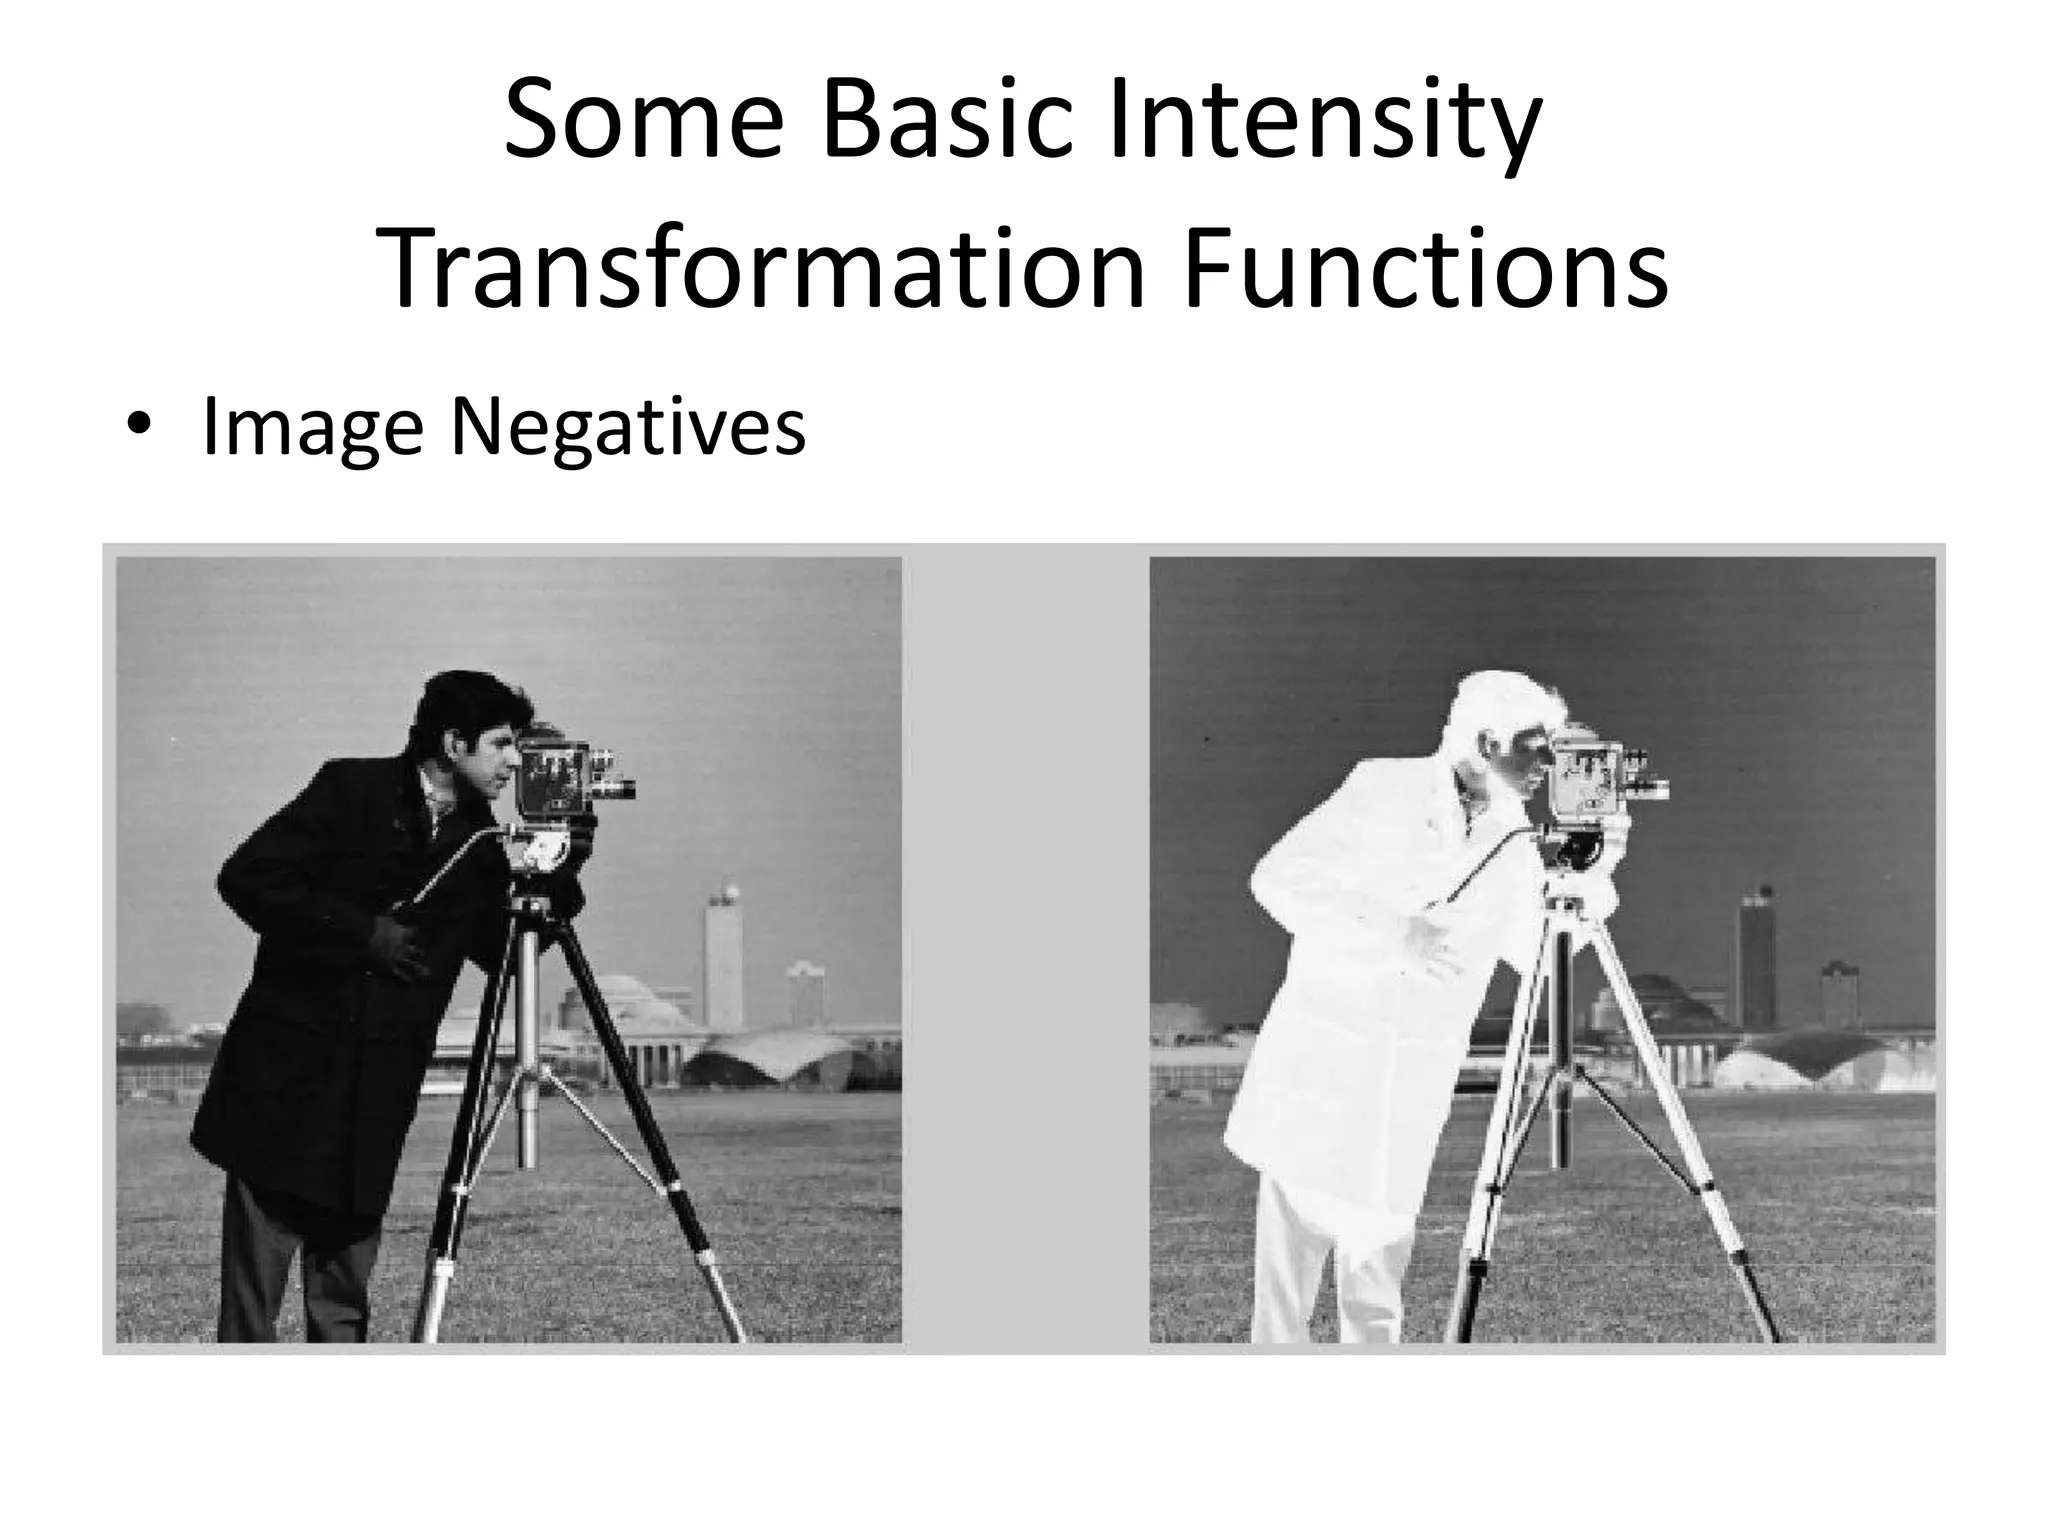 Some Basic Intensity
Transformation Functions
• Image Negatives